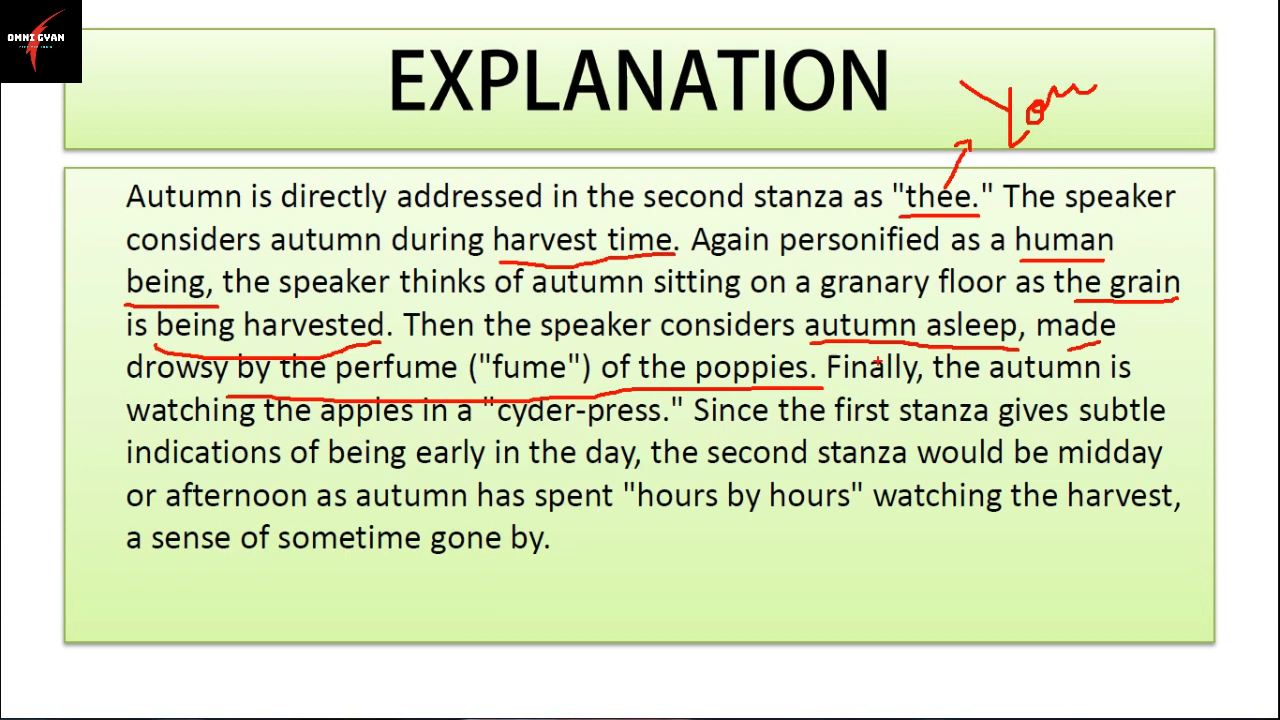 OMNI GYAN
EXPLANATION
You
Autumn is directly addressed in the second stanza as "thee." The speaker
considers autumn during harvest time. Again personified as a human
being, the speaker thinks of autumn sitting on a granary floor as the grain
is being harvested. Then the speaker considers autumn asleep, made
drowsy by the perfume ("fume") of the poppies. Finally, the autumn is
watching the apples in a "cyder-press." Since the first stanza gives subtle
indications of being early in the day, the second stanza would be midday
or afternoon as autumn has spent "hours by hours" watching the harvest,
a sense of sometime gone by.